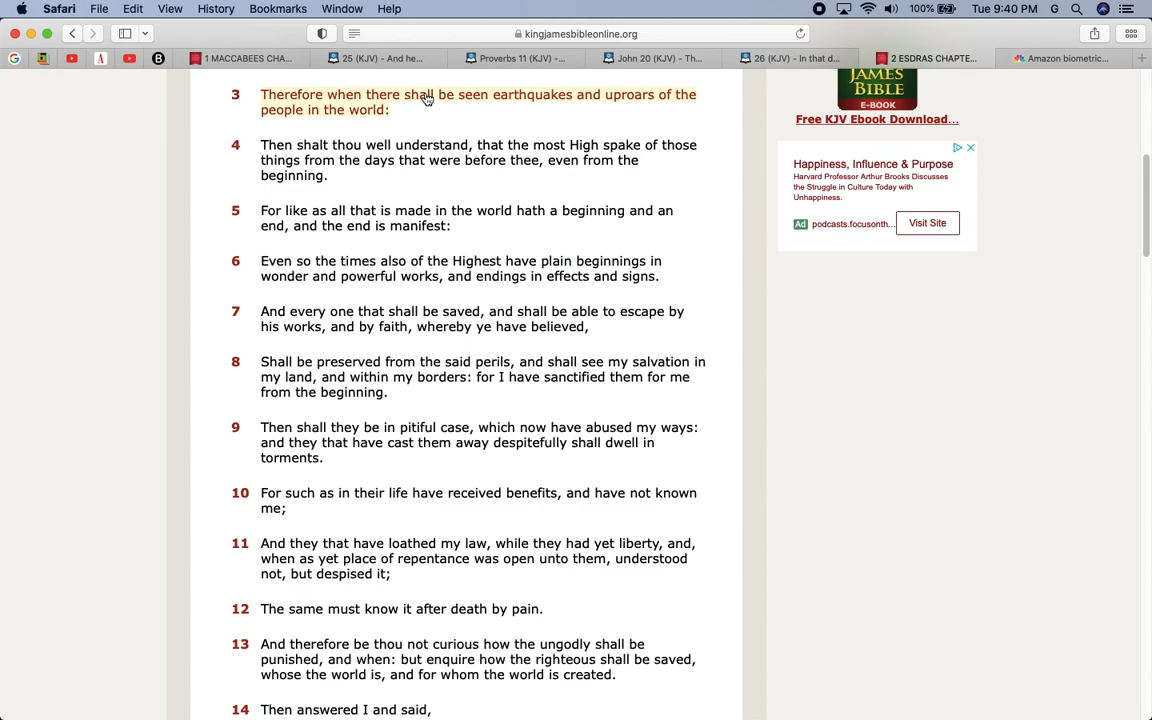 Safari File Edit View History Bookmarks Window Help 100% Tue 9:40 PM G
kingjamesbibleonline.org
1 MACCABEES CHA... 25 (KJV) - And he... Proverbs 11 (KJV) -... John 20 (KJV) - Th... 26 (KJV) - In that d... 2 ESDRAS CHAPTE... Amazon biometric...
3 Therefore when there shall be seen earthquakes and uproars of the
people in the world:
4 Then shalt thou well understand, that the most High spake of those
things from the days that were before thee, even from the
beginning.
5 For like as all that is made in the world hath a beginning and an
end, and the end is manifest:
6 Even so the times also of the Highest have plain beginnings in
wonder and powerful works, and endings in effects and signs.
7 And every one that shall be saved, and shall be able to escape by
his works, and by faith, whereby ye have believed,
8 Shall be preserved from the said perils, and shall see my salvation in
my land, and within my borders: for I have sanctified them for me
from the beginning.
9 Then shall they be in pitiful case, which now have abused my ways:
and they that have cast them away despitefully shall dwell in
torments.
10 For such as in their life have received benefits, and have not known
me;
11 And they that have loathed my law, while they had yet liberty, and,
when as yet place of repentance was open unto them, understood
not, but despised it;
12 The same must know it after death by pain.
13 And therefore be thou not curious how the ungodly shall be
punished, and when: but enquire how the righteous shall be saved,
whose the world is, and for whom the world is created.
14 Then answered I and said,
JAMES
BIBLE
E-BOOK
Free KJV Ebook Download...
Happiness, Influence & Purpose
Harvard Professor Arthur Brooks Discusses
the Struggle in Culture Today with
Unhappiness.
Ad podcasts.focusonth... Visit Site